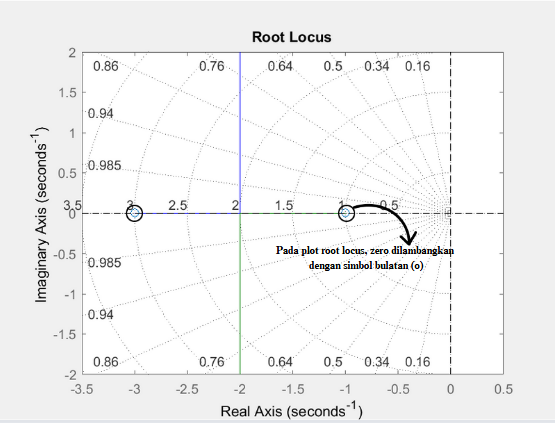 Root Locus
2
0.86 0.76 0.64 0.5 0.34 0.16
1.5
0.94
1
0.5
0.985
3.5 3 2.5 2 1.5 1 0.5
0
Pada plot root locus, zero dilambangkan
dengan simbol bulatan (o)
-0.5
0.985
-1
0.94
-1.5
0.86 0.76 0.64 0.5 0.34 0.16
-2
-3.5 -3 -2.5 -2 -1.5 -1 -0.5 0 0.5
Real Axis (seconds⁻¹)
Imaginary Axis (seconds⁻¹)